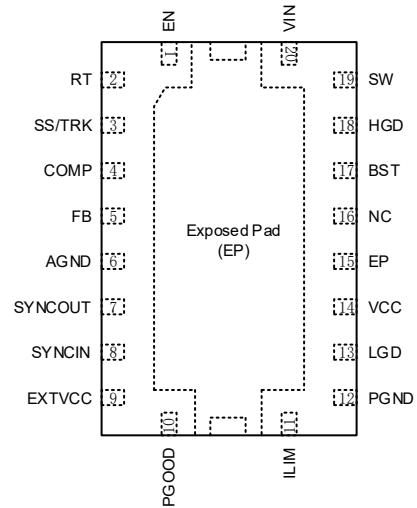 EN
VIN
1
20
RT 2
19 SW
SS/TRK 3
18 HGD
COMP 4
17 BST
FB 5
16 NC
Exposed Pad
(EP)
AGND 6
15 EP
SYNCOUT 7
14 VCC
SYNCIN 8
13 LGD
EXTVCC 9
12 PGND
10
11
PGOOD
ILIM